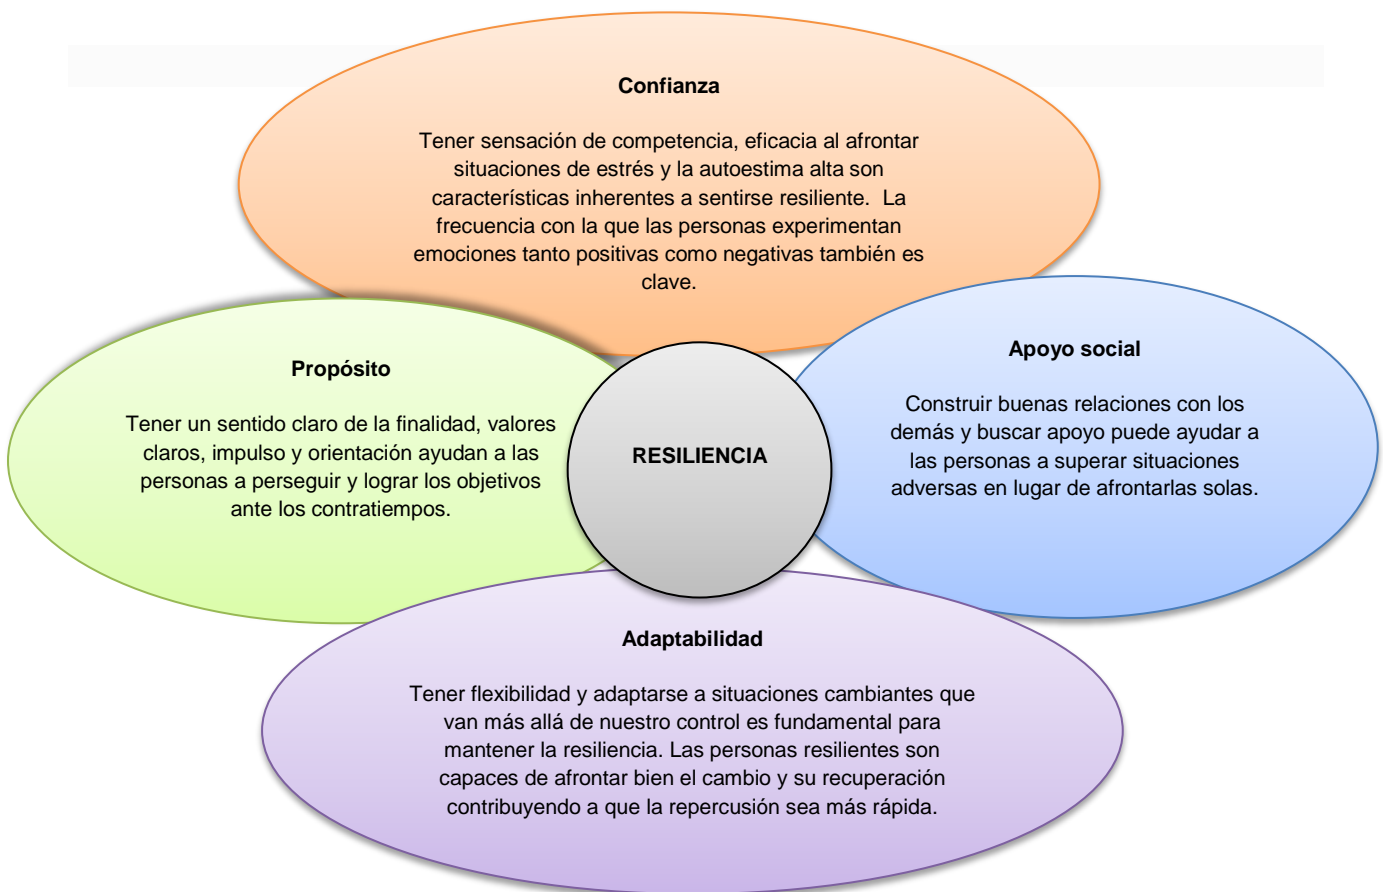 Confianza
Tener sensación de competencia, eficacia al afrontar
situaciones de estrés y la autoestima alta son
características inherentes a sentirse resiliente.  La
frecuencia con la que las personas experimentan
emociones tanto positivas como negativas también es
clave.
Propósito
Tener un sentido claro de la finalidad, valores
claros, impulso y orientación ayudan a las
personas a perseguir y lograr los objetivos
ante los contratiempos.
RESILIENCIA
Apoyo social
Construir buenas relaciones con los
demás y buscar apoyo puede ayudar a
las personas a superar situaciones
adversas en lugar de afrontarlas solas.
Adaptabilidad
Tener flexibilidad y adaptarse a situaciones cambiantes que
van más allá de nuestro control es fundamental para
mantener la resiliencia. Las personas resilientes son
capaces de afrontar bien el cambio y su recuperación
contribuyendo a que la repercusión sea más rápida.